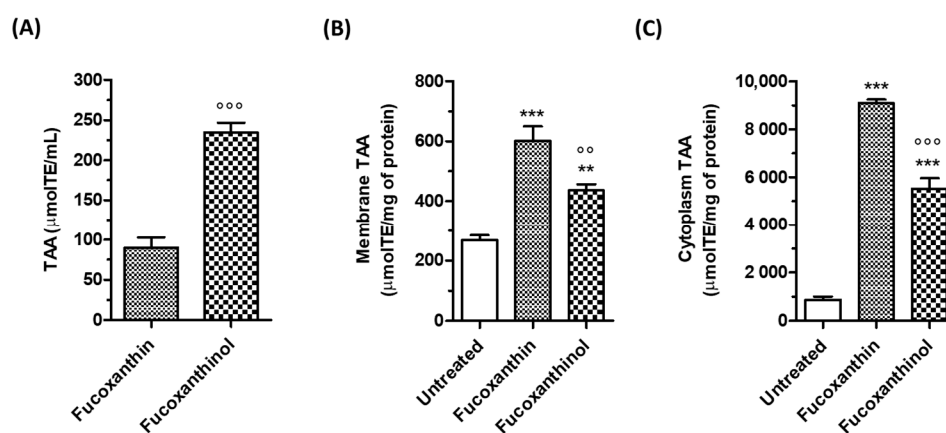 (A)
TAA (μmolTE/mL)
300
250
200
150
100
50
0
°°°
Fucoxanthin
Fucoxanthinol
(B)
Membrane TAA
(μmolTE/mg of protein)
800
600
400
200
0
***
°°
**
Untreated
Fucoxanthin
Fucoxanthinol
(C)
Cytoplasm TAA
(μmolTE/mg of protein)
10,000
8 000
6 000
4 000
2 000
0
***
°°°
***
Untreated
Fucoxanthin
Fucoxanthinol